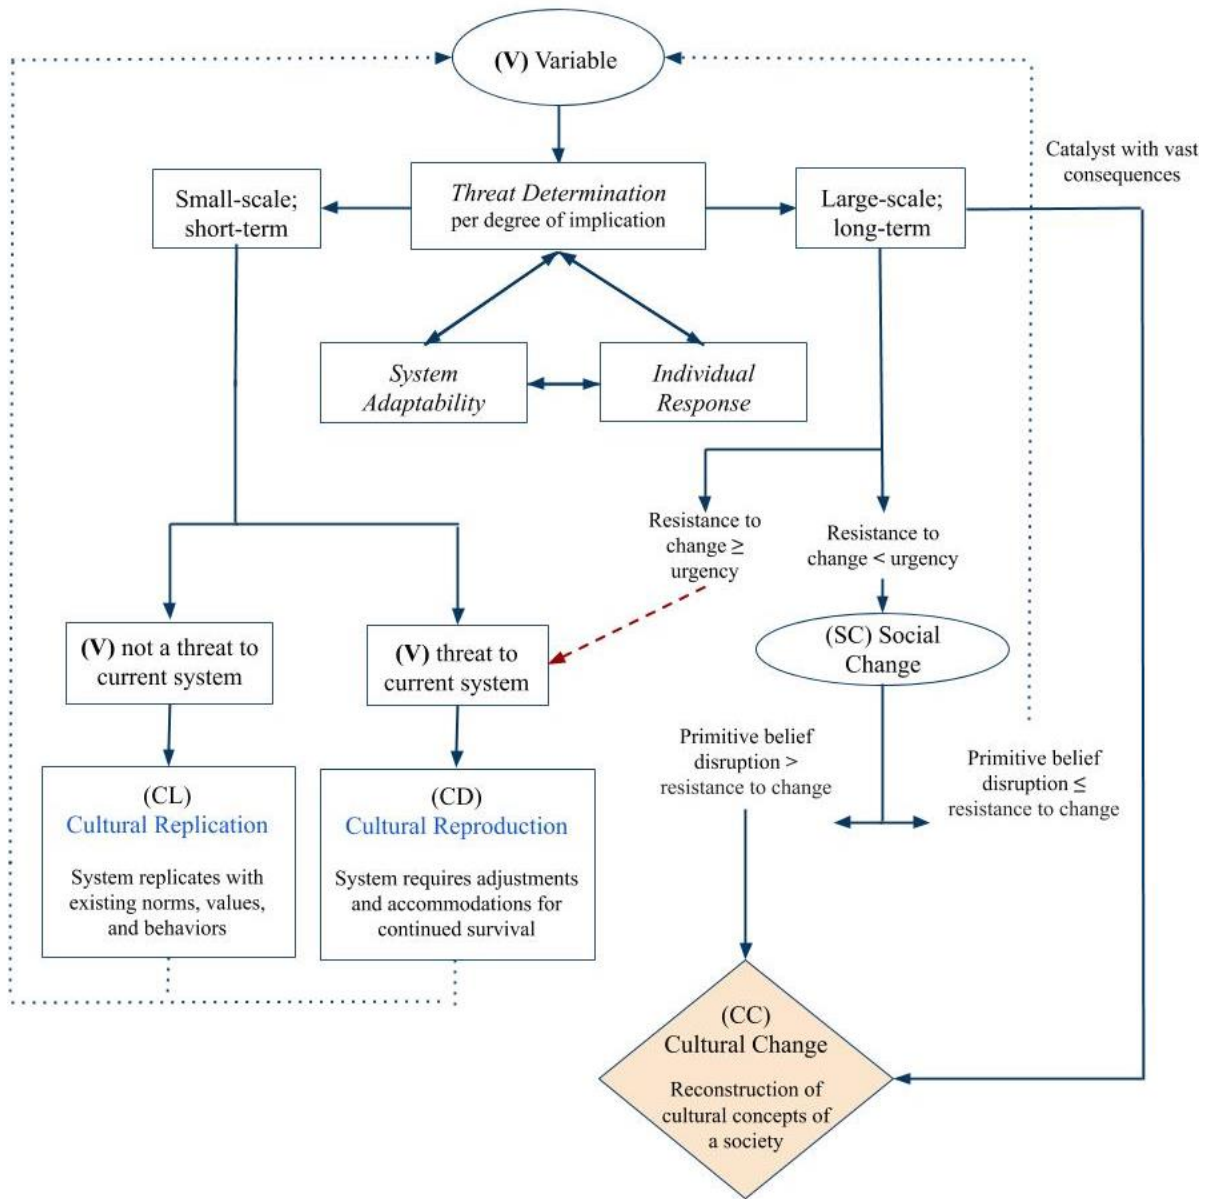 (V) Variable
Catalyst with vast
consequences
Small-scale;
short-term
Threat Determination
per degree of implication
Large-scale;
long-term
System
Adaptability
Individual
Response
Resistance to
change ≥
urgency
Resistance to
change < urgency
(V) not a threat to
current system
(V) threat to
current system
(SC) Social
Change
Primitive belief
disruption >
resistance to change
Primitive belief
disruption ≤
resistance to change
(CL)
Cultural Replication
System replicates with
existing norms, values,
and behaviors
(CD)
Cultural Reproduction
System requires adjustments
and accommodations for
continued survival
(CC)
Cultural Change
Reconstruction of
cultural concepts of
a society